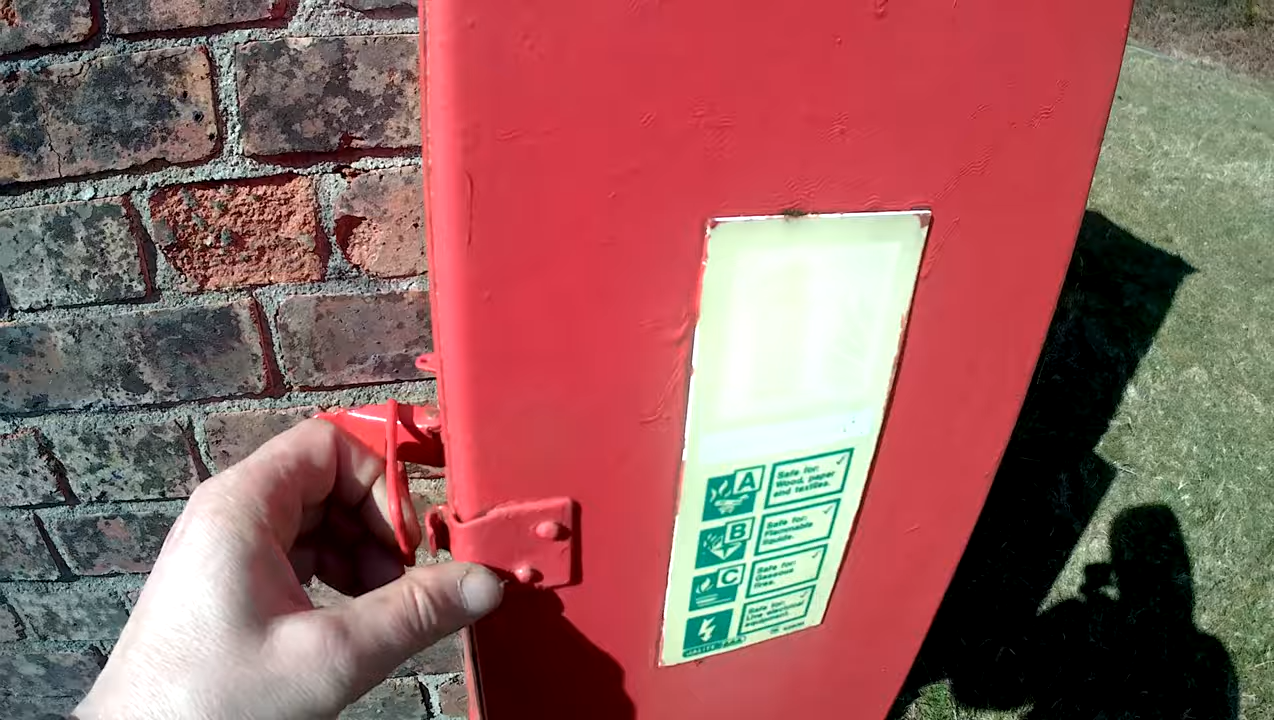 A
Safe for:
Wood, paper
and textiles.
B
Safe for:
Flammable
liquids.
C
Safe for:
Gaseous
fires.
Safe for:
Live electrical
equipment.